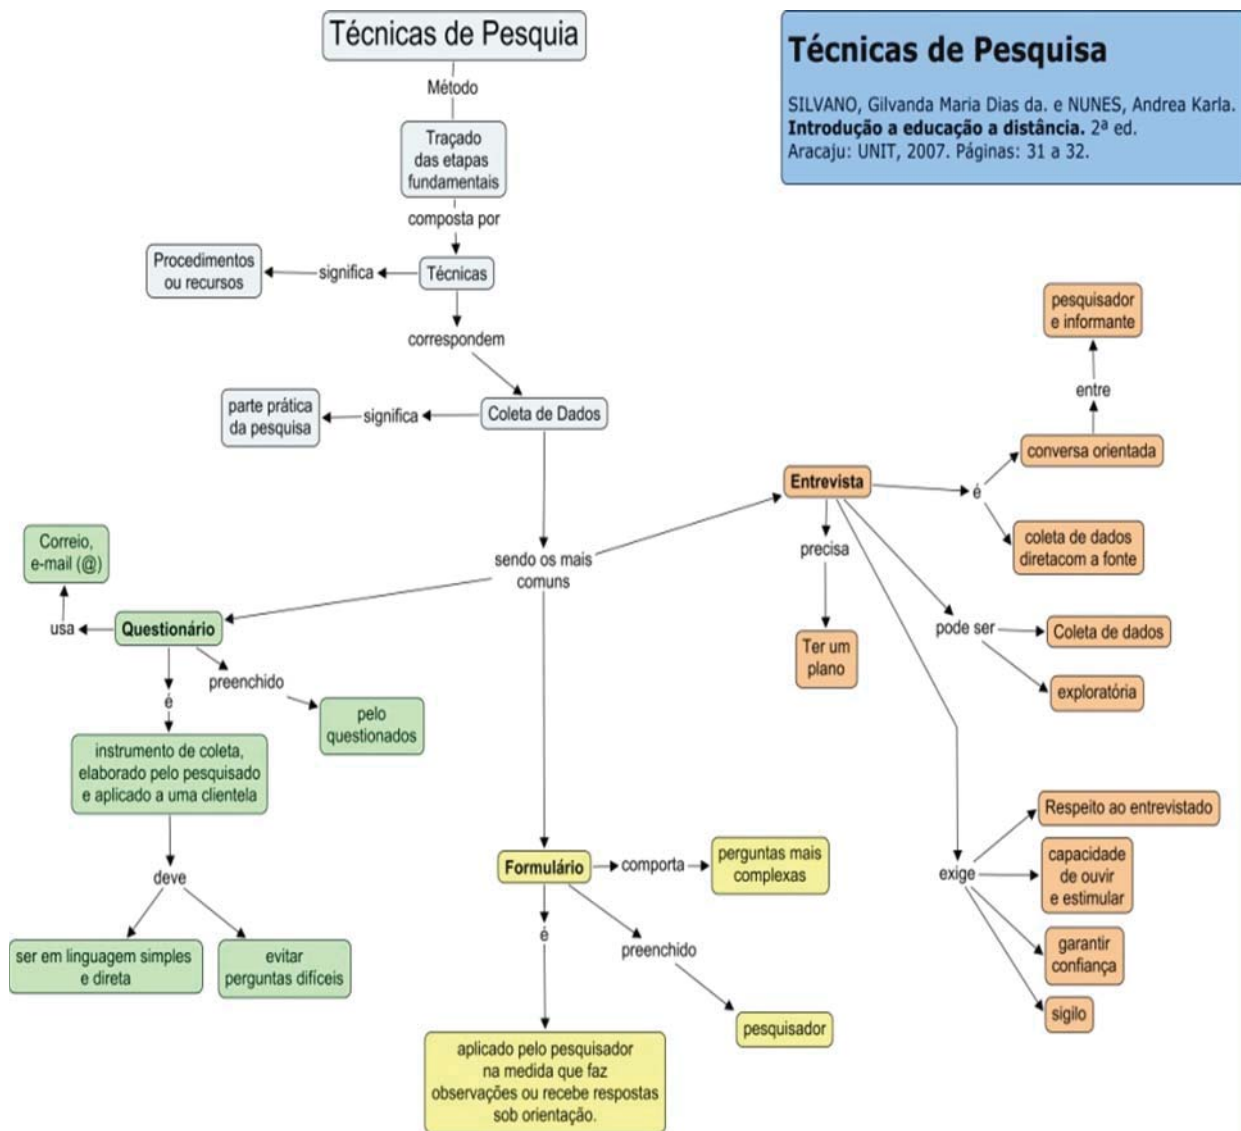 Técnicas de Pesquia
Técnicas de Pesquisa
SILVANO, Gilvanda Maria Dias da. e NUNES, Andrea Karla.
Introdução a educação a distância. 2ª ed.
Aracaju: UNIT, 2007. Páginas: 31 a 32.
Método
Traçado
das etapas
fundamentais
composta por
Técnicas
significa
Procedimentos
ou recursos
correspondem
Coleta de Dados
significa
parte prática
da pesquisa
sendo os mais
comuns
Questionário
usa
Correio,
e-mail (@)
preenchido
pelo
questionados
é
instrumento de coleta,
elaborado pelo pesquisado
e aplicado a uma clientela
deve
ser em linguagem simples
e direta
evitar
perguntas difíceis
Formulário
comporta
perguntas mais
complexas
preenchido
pesquisador
é
aplicado pelo pesquisador
na medida que faz
observações ou recebe respostas
sob orientação.
Entrevista
é
conversa orientada
entre
pesquisador
e informante
coleta de dados
diretacom a fonte
precisa
Ter um
plano
pode ser
Coleta de dados
exploratória
exige
Respeito ao entrevistado
capacidade
de ouvir
e estimular
garantir
confiança
sigilo